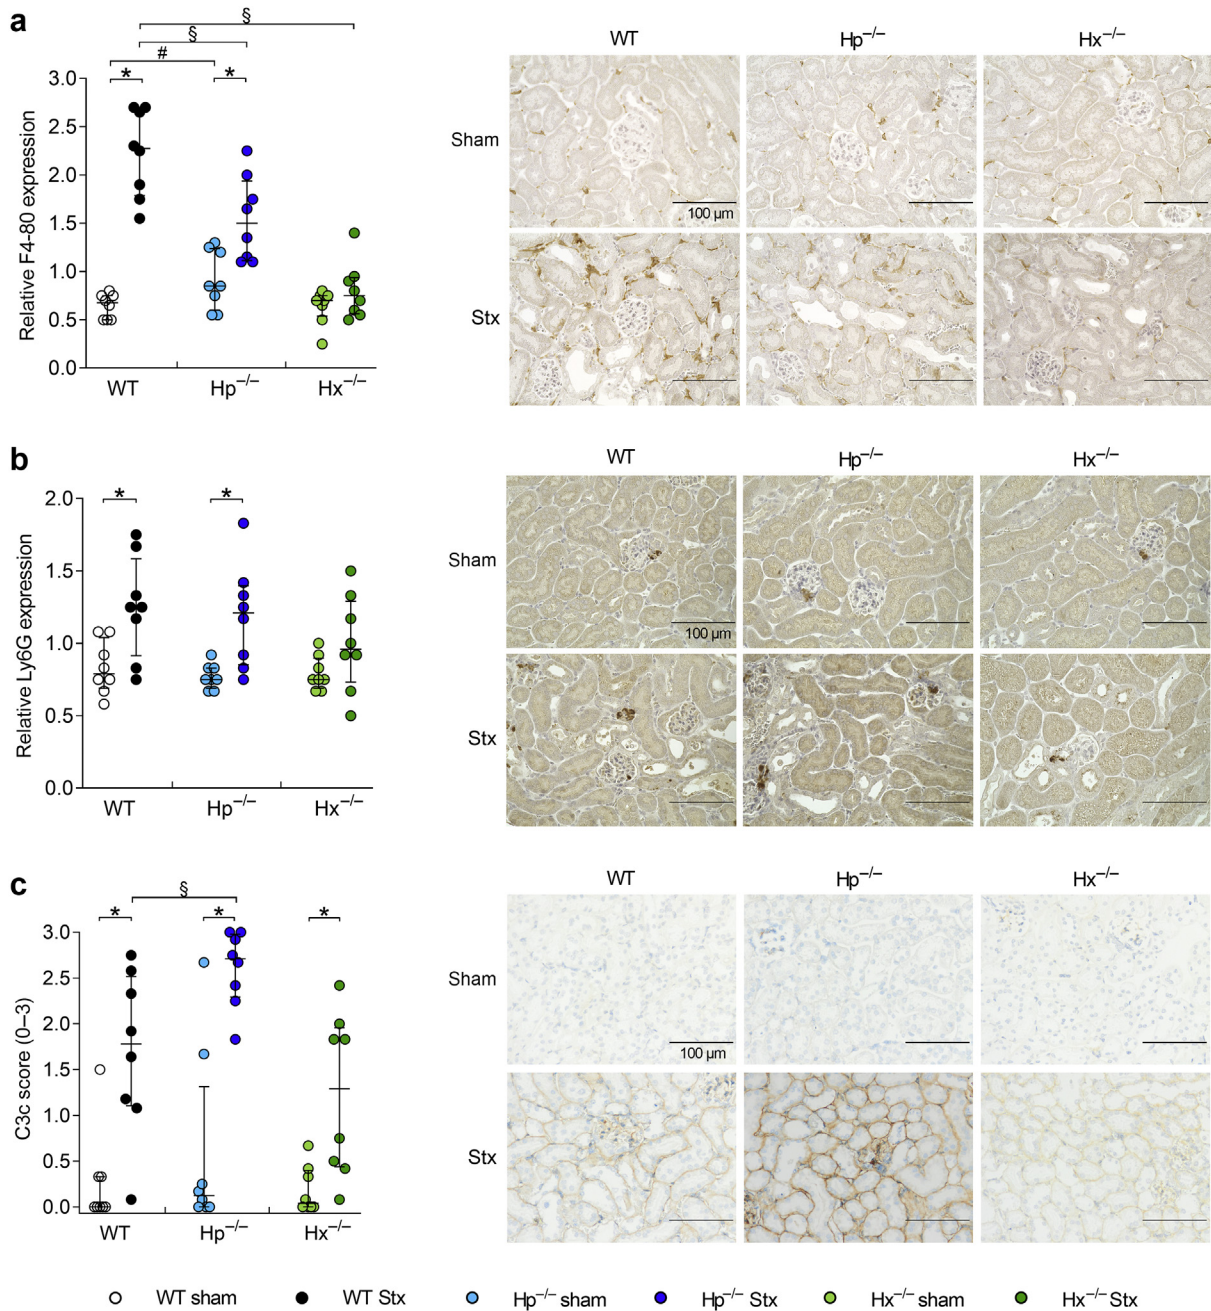 a
§
§
#
* *
WT Hp–/– Hx–/–
3.0
2.5
2.0
1.5
1.0
0.5
0.0
Relative F4-80 expression
WT Hp–/– Hx–/–
Sham
100 µm
Stx
b
WT Hp–/– Hx–/–
* *
2.0
1.5
1.0
0.5
0.0
Relative Ly6G expression
WT Hp–/– Hx–/–
Sham
100 µm
Stx
c
WT Hp–/– Hx–/–
§
* * *
3.0
2.5
2.0
1.5
1.0
0.5
0.0
C3c score (0–3)
WT Hp–/– Hx–/–
Sham
100 µm
Stx
WT sham WT Stx Hp–/– sham Hp–/– Stx Hx–/– sham Hx–/– Stx